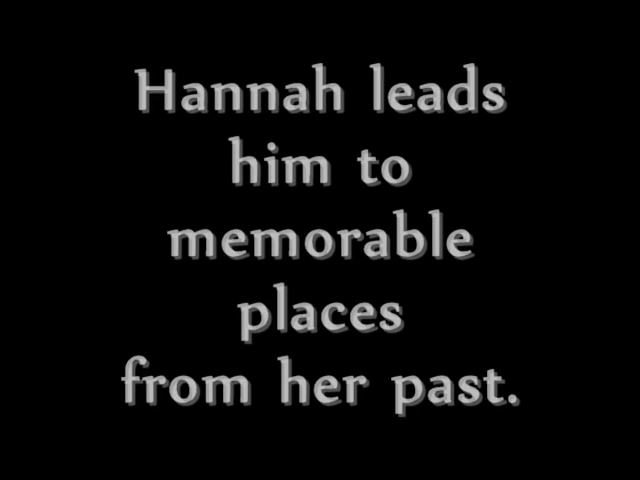 Hannah leads
him to
memorable
places
from her past.